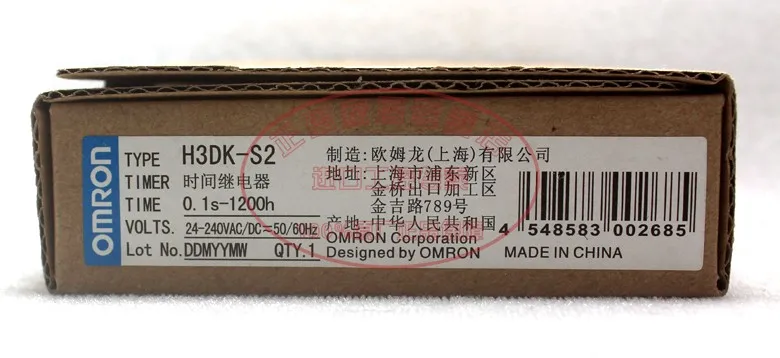 OMRON
TYPE H3DK-S2
TIMER 时间继电器
TIME 0.1s-1200h
VOLTS. 24-240VAC/DC=50/60Hz
Lot No. DDMYYMW QTY.1
制造:欧姆龙(上海)有限公司
地址:上海市浦东新区
金桥出口加工区
金吉路789号
产地:中华人民共和国
OMRON Corporation
Designed by OMRON
4 548583 002685
MADE IN CHINA